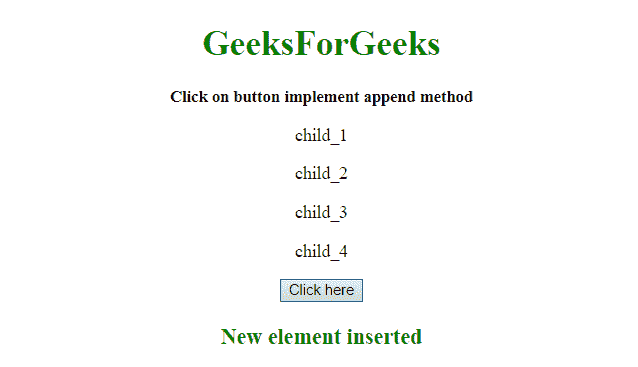 GeeksForGeeks
Click on button implement append method
child_1
child_2
child_3
child_4
Click here
New element inserted